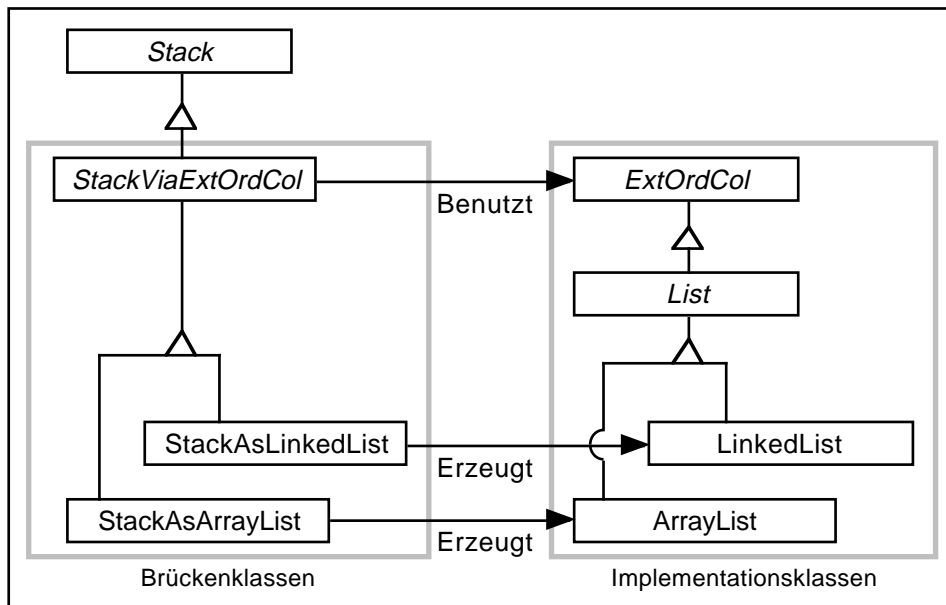 Stack
StackViaExtOrdCol
Benutzt
ExtOrdCol
List
StackAsLinkedList
Erzeugt
LinkedList
StackAsArrayList
Erzeugt
ArrayList
Brückenklassen
Implementationsklassen